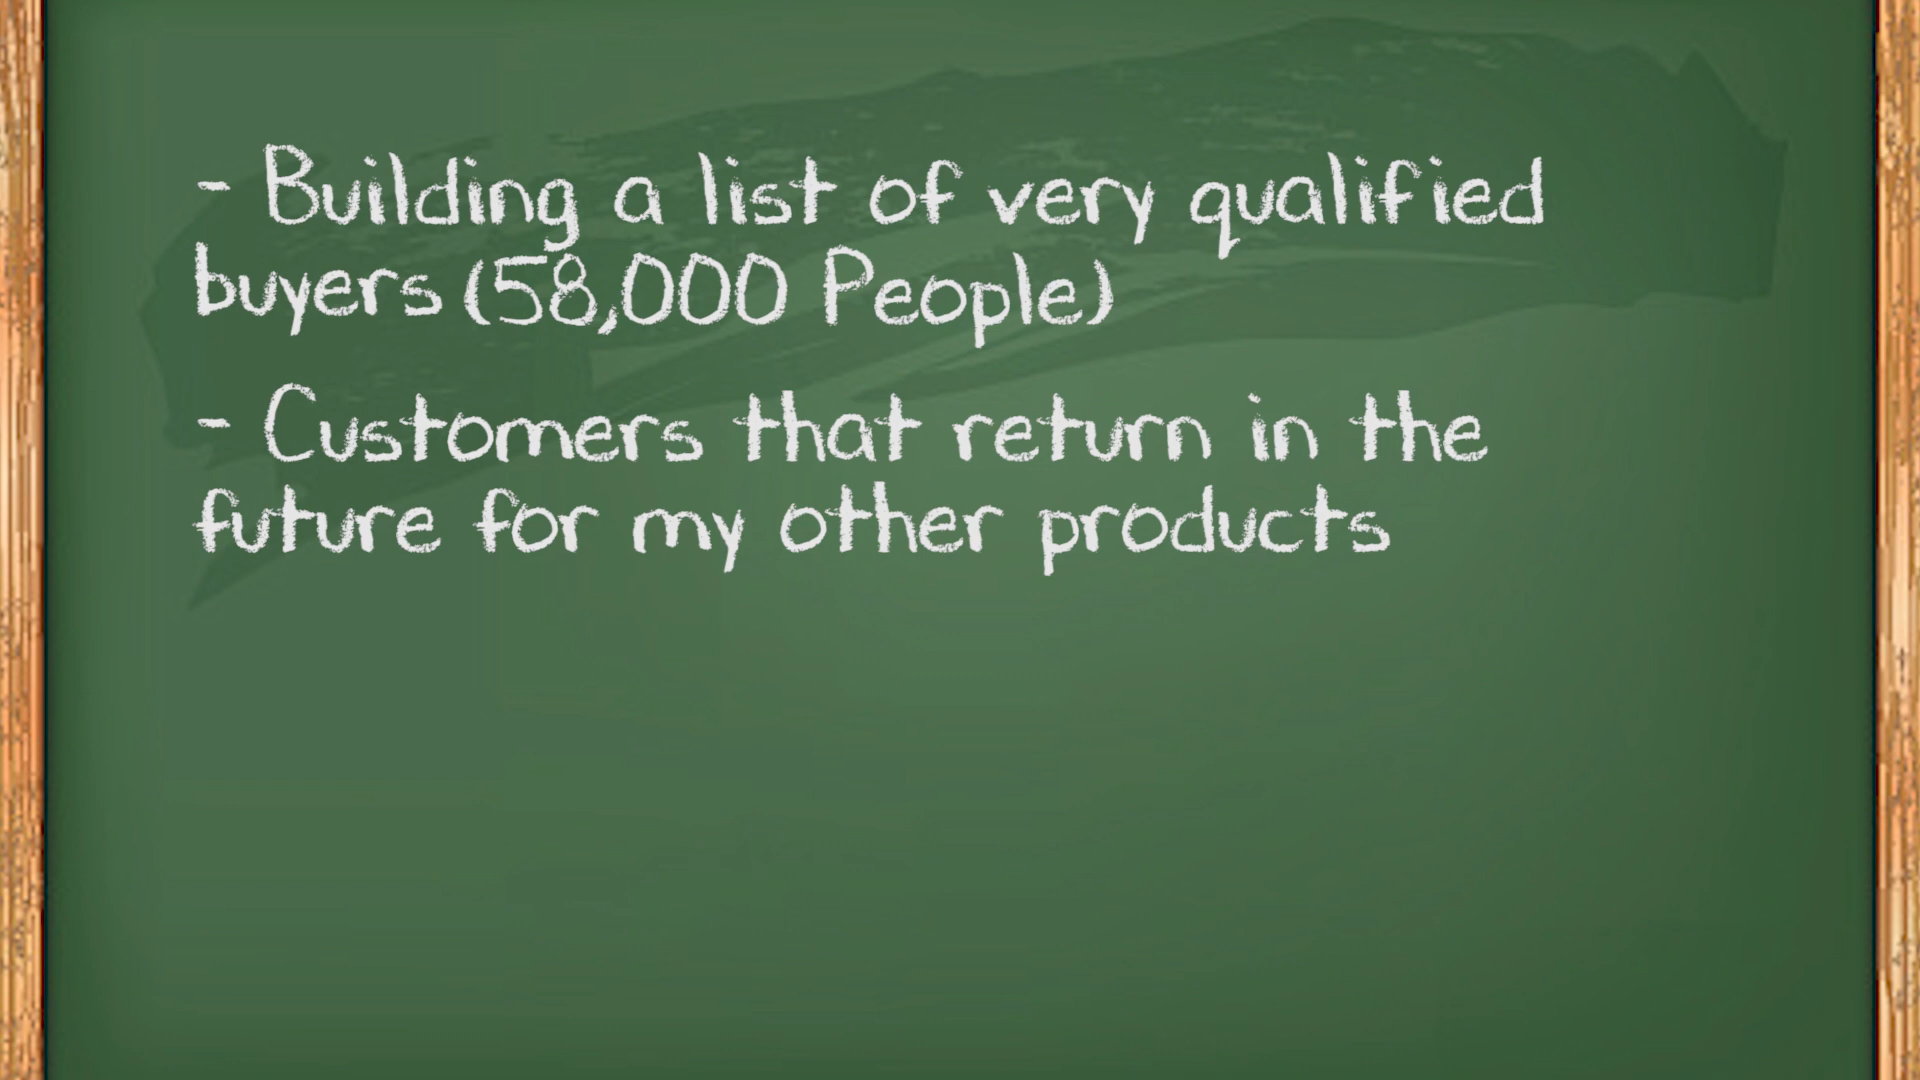 - Building a list of very qualified
buyers (58,000 People)
- Customers that return in the
future for my other products